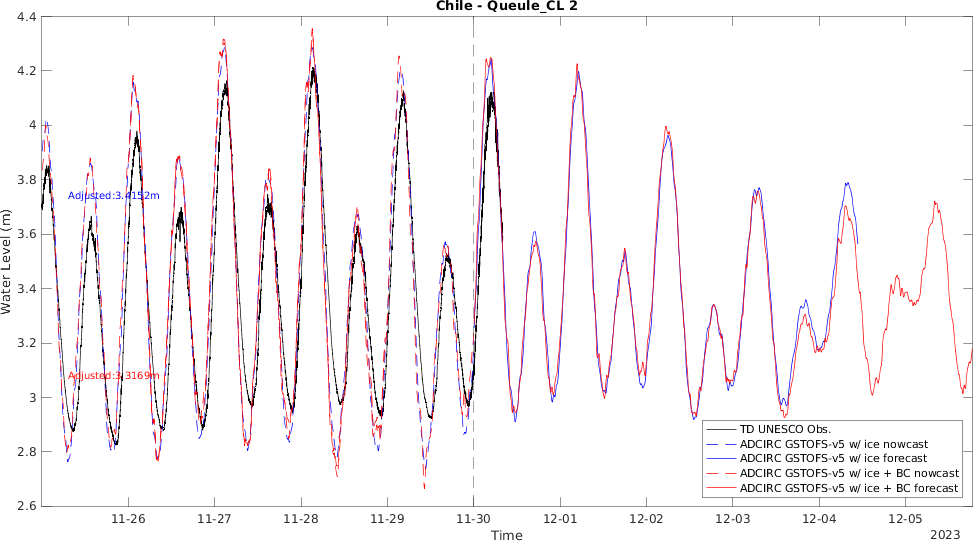 Chile - Queule_CL 2
4.4
4.2
4
3.8
3.6
3.4
3.2
3
2.8
2.6
Water Level (m)
Adjusted:3.4152m
Adjusted:3.3169m
TD UNESCO Obs.
ADCIRC GSTOFS-v5 w/ ice nowcast
ADCIRC GSTOFS-v5 w/ ice forecast
ADCIRC GSTOFS-v5 w/ ice + BC nowcast
ADCIRC GSTOFS-v5 w/ ice + BC forecast
11-26 11-27 11-28 11-29 11-30 12-01 12-02 12-03 12-04 12-05
Time
2023